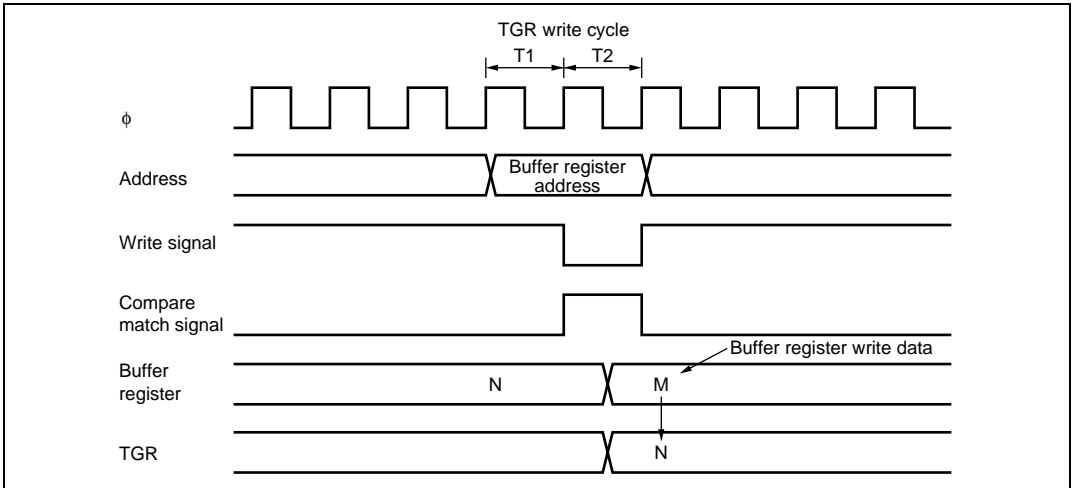 TGR write cycle
T1 T2
ϕ
Address
Buffer register
address
Write signal
Compare
match signal
Buffer register write data
Buffer
register
N M
TGR
N